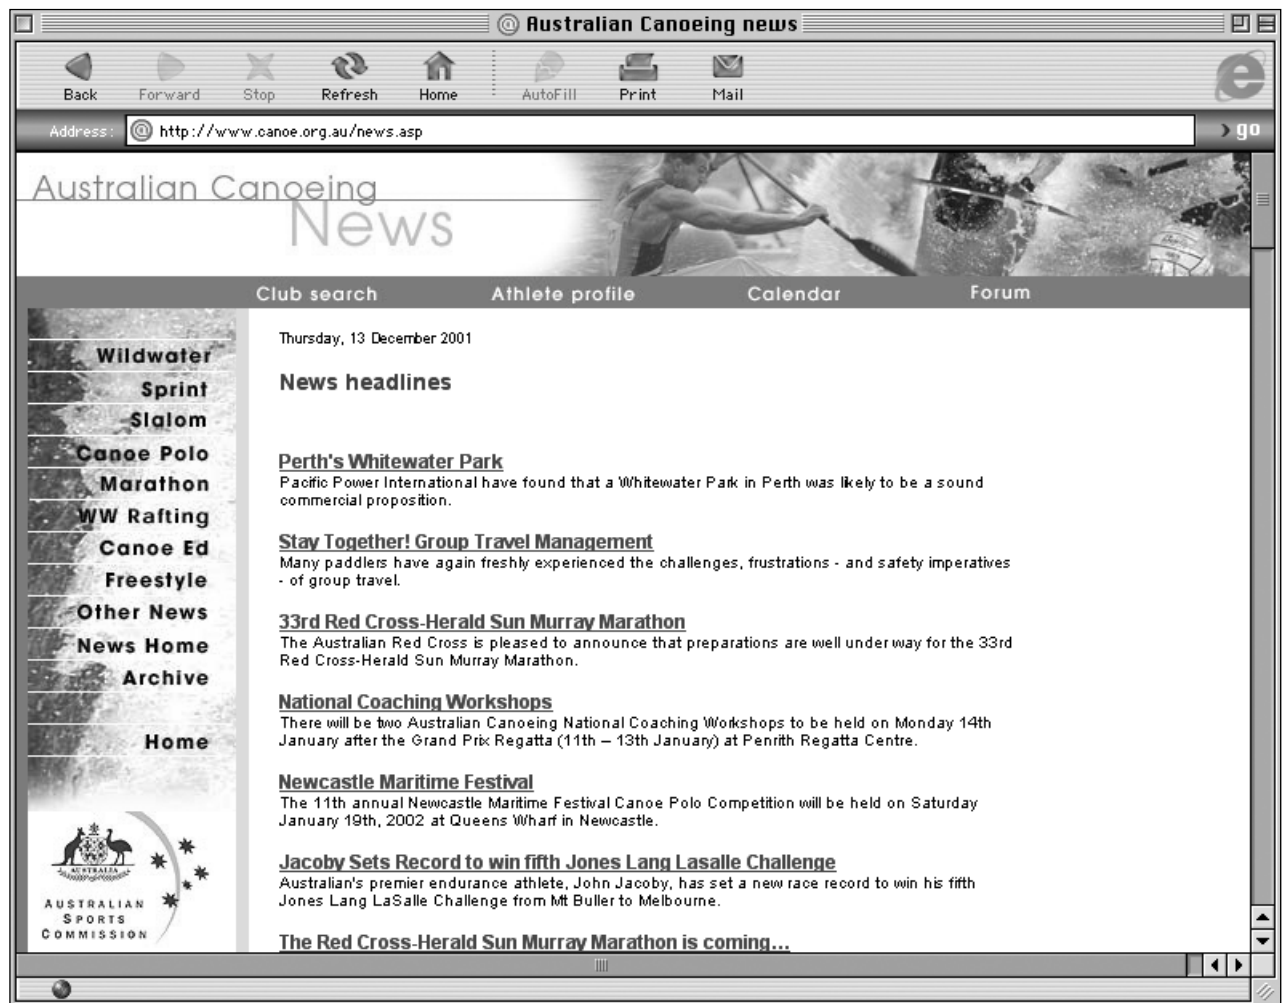 Australian Canoeing news
Back
Forward
Stop
Refresh
Home
AutoFill
Print
Mail
Address:
http://www.canoe.org.au/news.asp
go
Australian Canoeing
News
Club search
Athlete profile
Calendar
Forum
Wildwater
Sprint
Slalom
Canoe Polo
Marathon
WW Rafting
Canoe Ed
Freestyle
Other News
News Home
Archive
Home
AUSTRALIA
AUSTRALIAN
SPORTS
COMMISSION
Thursday, 13 December 2001
News headlines
Perth's Whitewater Park
Pacific Power International have found that a Whitewater Park in Perth was likely to be a sound
commercial proposition.
Stay Together! Group Travel Management
Many paddlers have again freshly experienced the challenges, frustrations - and safety imperatives
- of group travel.
33rd Red Cross-Herald Sun Murray Marathon
The Australian Red Cross is pleased to announce that preparations are well under way for the 33rd
Red Cross-Herald Sun Murray Marathon.
National Coaching Workshops
There will be two Australian Canoeing National Coaching Workshops to be held on Monday 14th
January after the Grand Prix Regatta (11th – 13th January) at Penrith Regatta Centre.
Newcastle Maritime Festival
The 11th annual Newcastle Maritime Festival Canoe Polo Competition will be held on Saturday
January 19th, 2002 at Queens Wharf in Newcastle.
Jacoby Sets Record to win fifth Jones Lang Lasalle Challenge
Australian's premier endurance athlete, John Jacoby, has set a new race record to win his fifth
Jones Lang LaSalle Challenge from Mt Buller to Melbourne.
The Red Cross-Herald Sun Murray Marathon is coming...